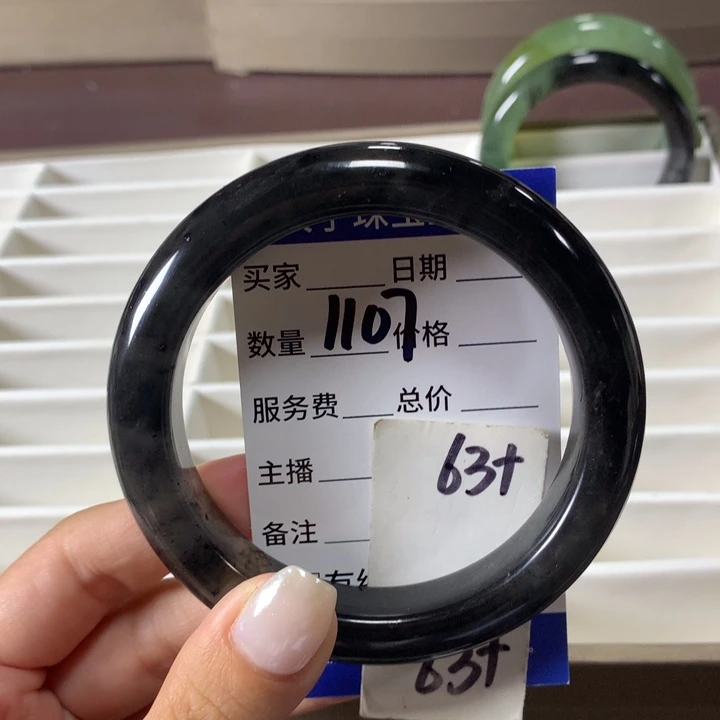 买家 日期
数量 1107 价格
服务费 总价
主播 63+
备注
63+